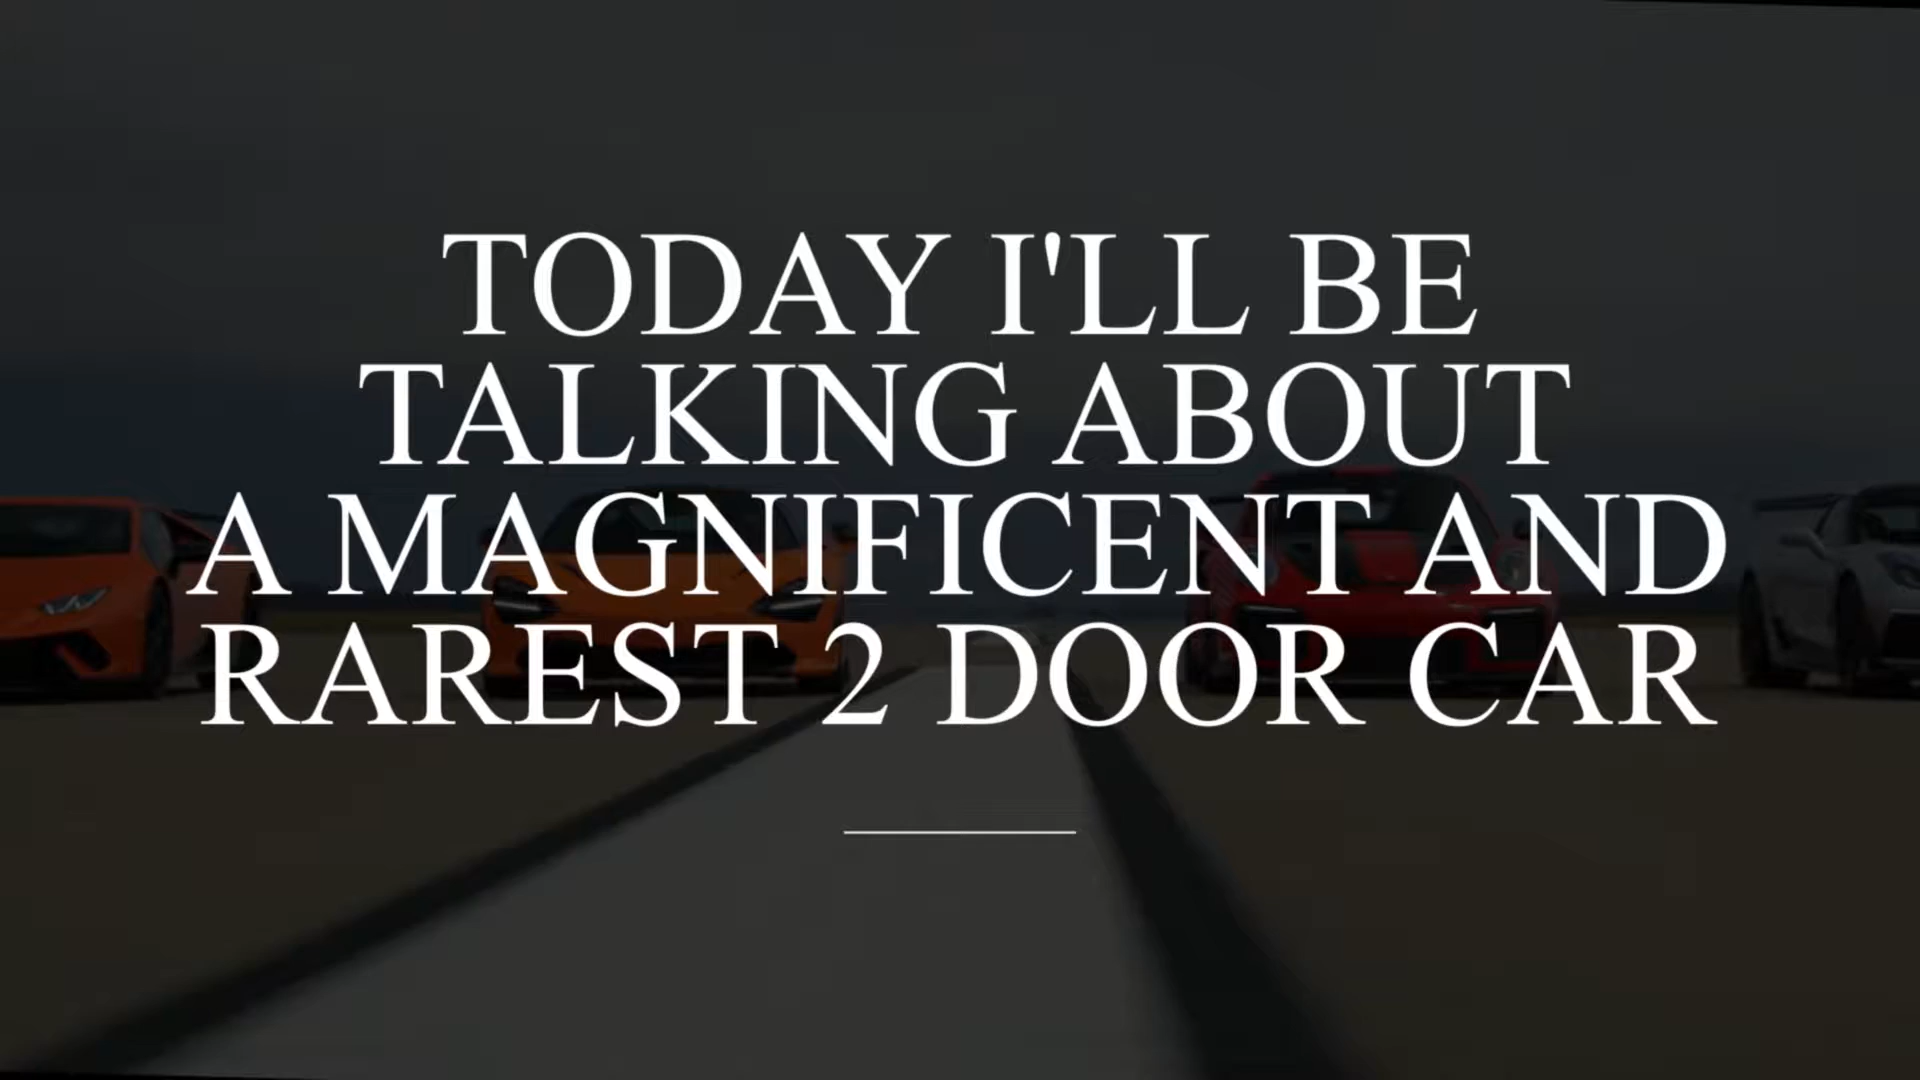 TODAY I'LL BE
TALKING ABOUT
A MAGNIFICENT AND
RAREST 2 DOOR CAR